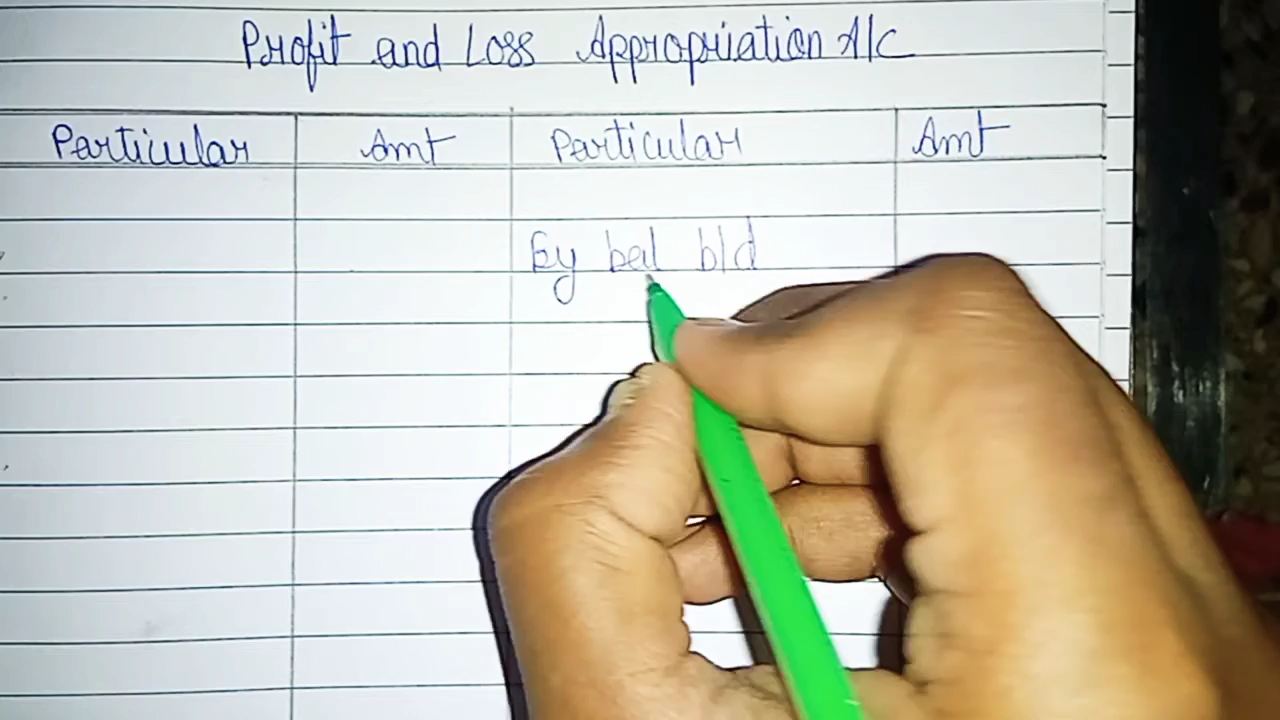 Profit and Loss Appropriation A/C
Particular Amt Particular Amt
By bal b/d